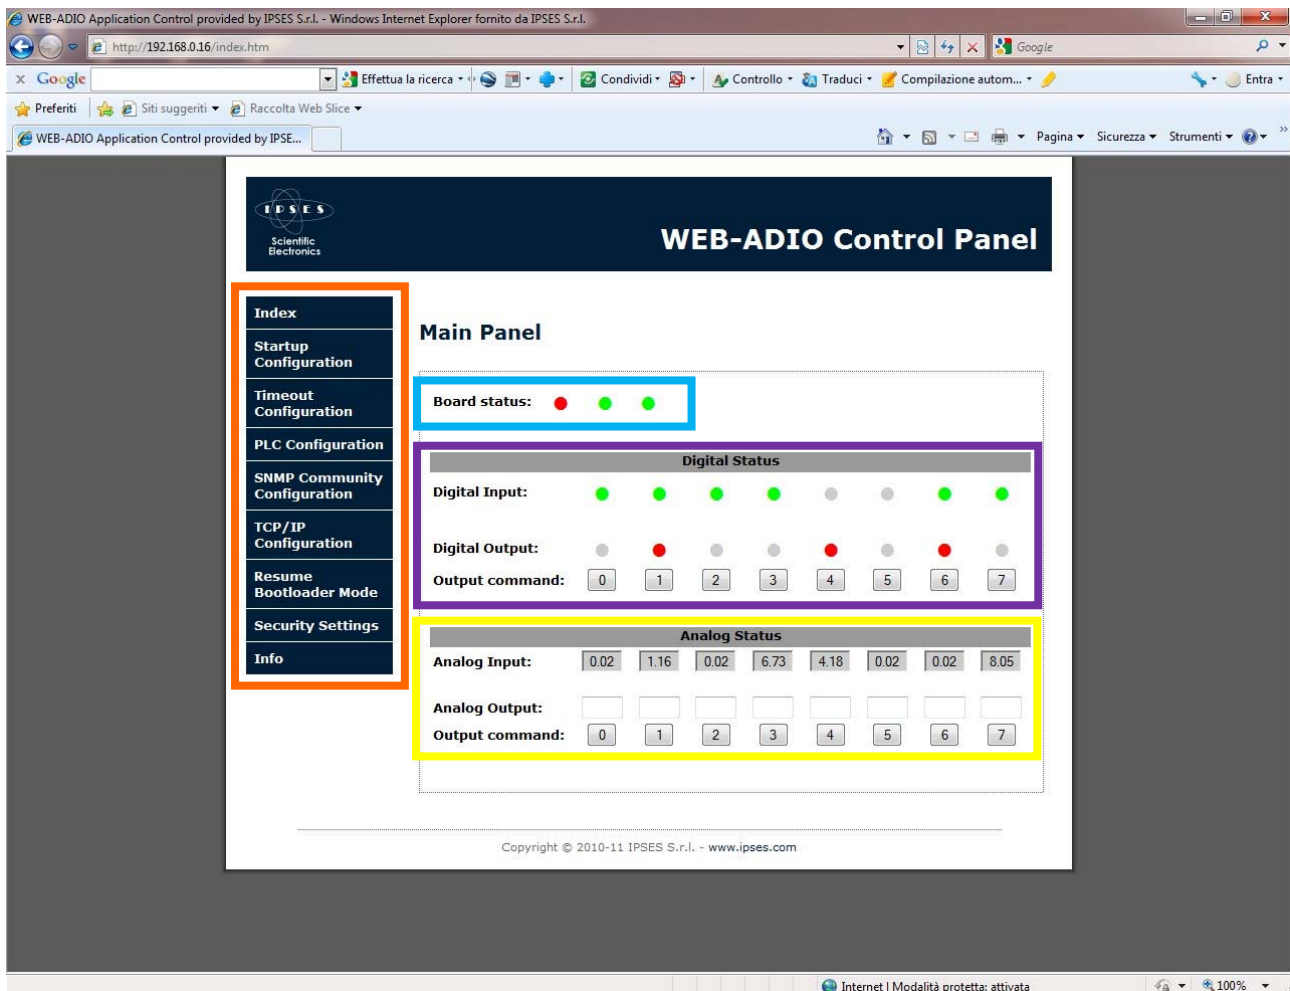 WEB-ADIO Application Control provided by IPSES S.r.l. - Windows Internet Explorer fornito da IPSES S.r.l.
http://192.168.0.16/index.htm
Google
x Google
Effettua la ricerca
Condividi
Controllo
Traduci
Compilazione autom...
Entra
Preferiti
Siti suggeriti
Raccolta Web Slice
WEB-ADIO Application Control provided by IPSE...
Pagina
Sicurezza
Strumenti
IPSES
Scientific
Electronics
WEB-ADIO Control Panel
Index
Startup
Configuration
Timeout
Configuration
PLC Configuration
SNMP Community
Configuration
TCP/IP
Configuration
Resume
Bootloader Mode
Security Settings
Info
Main Panel
Board status:
Digital Status
Digital Input:
Digital Output:
Output command: 0 1 2 3 4 5 6 7
Analog Status
Analog Input: 0.02 1.16 0.02 6.73 4.18 0.02 0.02 8.05
Analog Output:
Output command: 0 1 2 3 4 5 6 7
Copyright © 2010-11 IPSES S.r.l. - www.ipses.com
Internet | Modalità protetta: attivata
100%